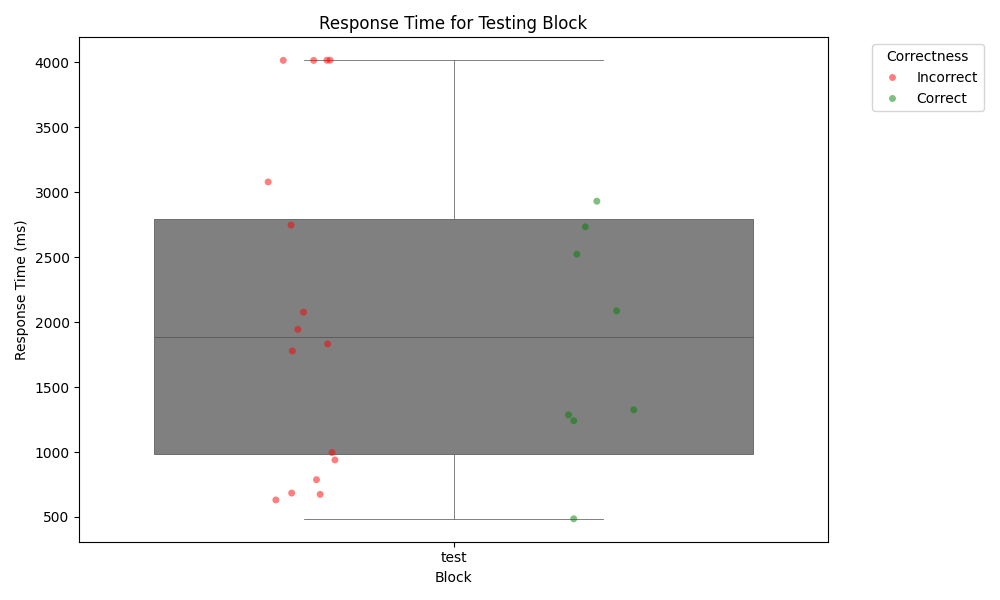 Response Time for Testing Block
Correctness
Incorrect
Correct
4000
3500
3000
2500
2000
1500
1000
500
Response Time (ms)
test
Block